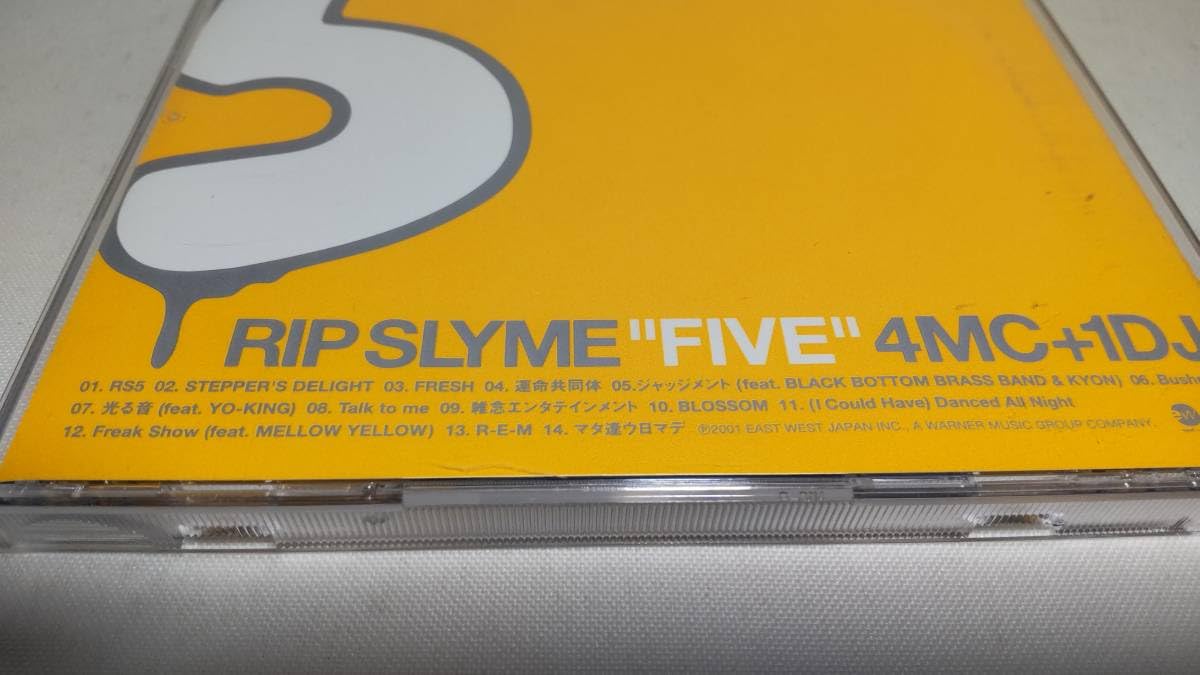 RIP SLYME "FIVE" 4MC+1DJ
01. RS5 02. STEPPER'S DELIGHT 03. FRESH 04. 運命共同体 05.ジャッジメント (feat. BLACK BOTTOM BRASS BAND & KYON) 06. Bush
07. 光る音 (feat. YO-KING) 08. Talk to me 09. 雑念エンタテインメント 10. BLOSSOM 11. (I Could Have) Danced All Night
12. Freak Show (feat. MELLOW YELLOW) 13. R-E-M 14. マタ逢ウ日マデ ℗2001 EAST WEST JAPAN INC., A WARNER MUSIC GROUP COMPANY.